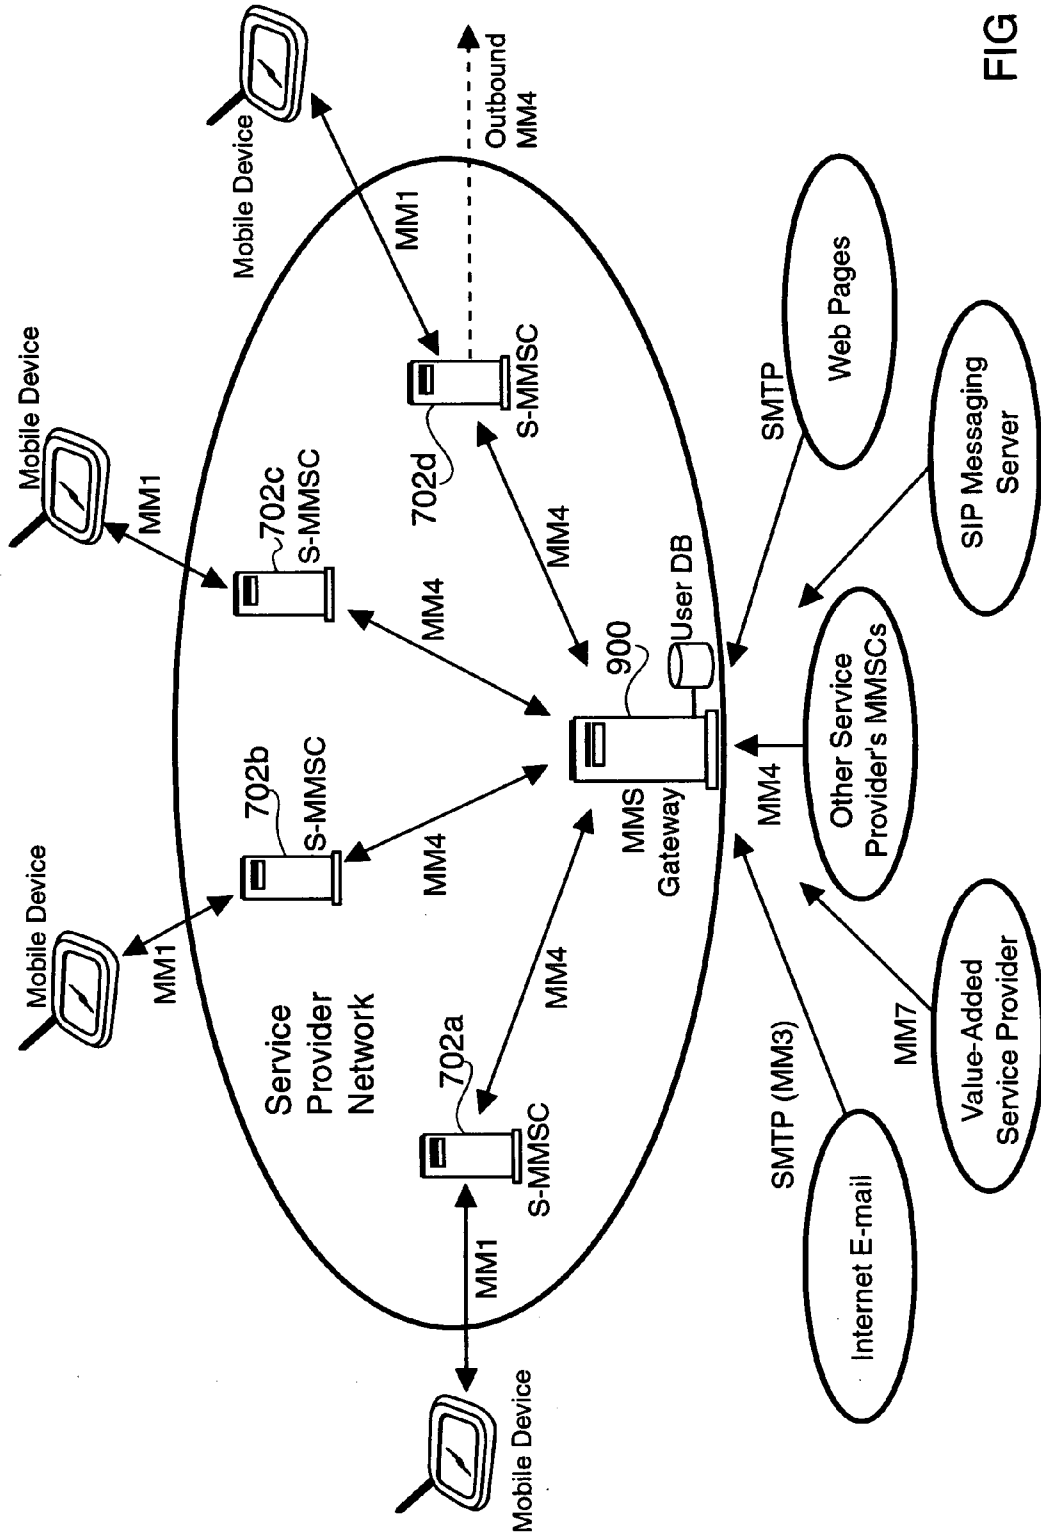 Mobile Device
Mobile Device
Mobile Device
Mobile Device
MM1
MM1
MM1
MM1
Service
Provider
Network
702b
S-MMSC
702c
S-MMSC
702a
S-MMSC
702d
S-MMSC
Outbound
MM4
MM4
MM4
MM4
MM4
MMS
Gateway
900
User DB
SMTP (MM3)
MM7
MM4
SMTP
Internet E-mail
Value-Added
Service Provider
Other Service
Provider's MMSCs
SIP Messaging
Server
Web Pages
FIG